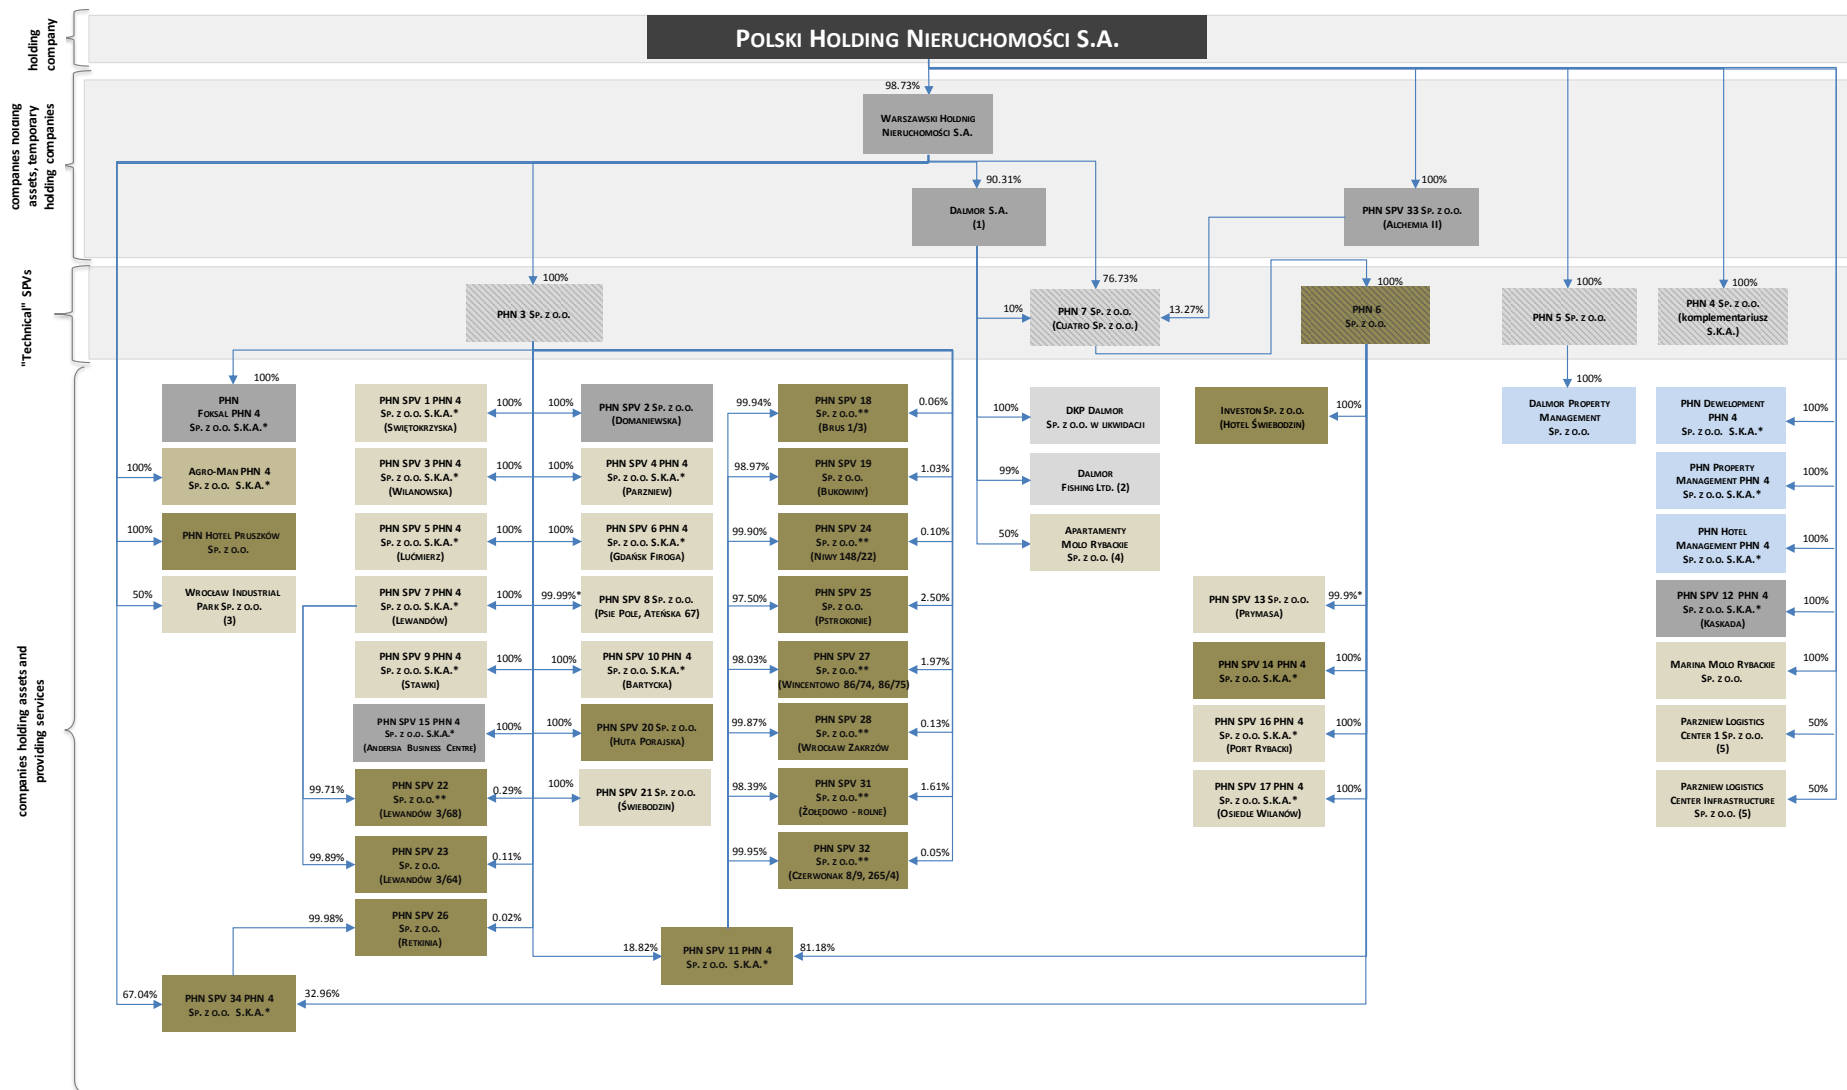 holding
company
POLSKI HOLDING NIERUCHOMOŚCI S.A.
companies holding
assets, temporary
holding companies
98.73%
WARSZAWSKI HOLDNIG
NIERUCHOMOŚCI S.A.
90.31%
100%
DALMOR S.A.
(1)
PHN SPV 33 SP. Z O.O.
(ALCHEMIA II)
"Technical" SPVs
100%
76.73%
100%
100%
100%
PHN 3 SP. Z O.O.
10%
PHN 7 SP. Z O.O.
(CUATRO SP. Z O.O.)
13.27%
PHN 6
SP. Z O.O.
PHN 5 SP. Z O.O.
PHN 4 SP. Z O.O.
(komplementariusz
S.K.A.)
companies holding assets and
providing services
100%
PHN
FOKSAL PHN 4
SP. Z O.O. S.K.A.*
100%
AGRO-MAN PHN 4
SP. Z O.O. S.K.A.*
100%
PHN HOTEL PRUSZKÓW
SP. Z O.O.
50%
WROCŁAW INDUSTRIAL
PARK SP. Z O.O.
(3)
67.04%
PHN SPV 34 PHN 4
SP. Z O.O. S.K.A.*
32.96%
PHN SPV 1 PHN 4
SP. Z O.O. S.K.A.*
(ŚWIĘTOKRZYSKA)
100%
100%
PHN SPV 2 SP. Z O.O.
(DOMANIEWSKA)
PHN SPV 3 PHN 4
SP. Z O.O. S.K.A.*
(WILANOWSKA)
100%
100%
PHN SPV 4 PHN 4
SP. Z O.O. S.K.A.*
(PARZNIEW)
PHN SPV 5 PHN 4
SP. Z O.O. S.K.A.*
(LUĆMIERZ)
100%
100%
PHN SPV 6 PHN 4
SP. Z O.O. S.K.A.*
(GDAŃSK FIROGA)
PHN SPV 7 PHN 4
SP. Z O.O. S.K.A.*
(LEWANDÓW)
100%
99.99%*
PHN SPV 8 SP. Z O.O.
(PSIE POLE, ATEŃSKA 67)
PHN SPV 9 PHN 4
SP. Z O.O. S.K.A.*
(STAWKI)
100%
100%
PHN SPV 10 PHN 4
SP. Z O.O. S.K.A.*
(BARTYCKA)
PHN SPV 15 PHN 4
SP. Z O.O. S.K.A.*
(ANDERSIA BUSINESS CENTRE)
100%
100%
PHN SPV 20 SP. Z O.O.
(HUTA PORAJSKA)
99.71%
PHN SPV 22
SP. Z O.O.**
(LEWANDÓW 3/68)
0.29%
100%
PHN SPV 21 SP. Z O.O.
(ŚWIEBODZIN)
99.89%
PHN SPV 23
SP. Z O.O.
(LEWANDÓW 3/64)
0.11%
99.98%
PHN SPV 26
SP. Z O.O.
(RETKINIA)
0.02%
18.82%
PHN SPV 11 PHN 4
SP. Z O.O. S.K.A.*
81.18%
99.94%
PHN SPV 18
SP. Z O.O.**
(BRUS 1/3)
0.06%
98.97%
PHN SPV 19
SP. Z O.O.
(BUKOWINY)
1.03%
99.90%
PHN SPV 24
SP. Z O.O.**
(NIWY 148/22)
0.10%
97.50%
PHN SPV 25
SP. Z O.O.
(PSTROKONIE)
2.50%
98.03%
PHN SPV 27
SP. Z O.O.**
(WINCENTOWO 86/74, 86/75)
1.97%
99.87%
PHN SPV 28
SP. Z O.O.**
(WROCŁAW ZAKRZÓW
0.13%
98.39%
PHN SPV 31
SP. Z O.O.**
(ŻOŁĘDOWO - ROLNE)
1.61%
99.95%
PHN SPV 32
SP. Z O.O.**
(CZERWONAK 8/9, 265/4)
0.05%
100%
DKP DALMOR
SP. Z O.O. W LIKWIDACJI
99%
DALMOR
FISHING LTD. (2)
50%
APARTAMENTY
MOLO RYBACKIE
SP. Z O.O. (4)
INVESTON SP. Z O.O.
(HOTEL ŚWIEBODZIN)
100%
PHN SPV 13 SP. Z O.O.
(PRYMASA)
99.9%*
PHN SPV 14 PHN 4
SP. Z O.O. S.K.A.*
100%
PHN SPV 16 PHN 4
SP. Z O.O. S.K.A.*
(PORT RYBACKI)
100%
PHN SPV 17 PHN 4
SP. Z O.O. S.K.A.*
(OSIEDLE WILANÓW)
100%
100%
DALMOR PROPERTY
MANAGEMENT
SP. Z O.O.
PHN DEWELOPMENT
PHN 4
SP. Z O.O. S.K.A.*
100%
PHN PROPERTY
MANAGEMENT PHN 4
SP. Z O.O. S.K.A.*
100%
PHN HOTEL
MANAGEMENT PHN 4
SP. Z O.O. S.K.A.*
100%
PHN SPV 12 PHN 4
SP. Z O.O. S.K.A.*
(KASKADA)
100%
MARINA MOLO RYBACKIE
SP. Z O.O.
100%
PARZNIEW LOGISTICS
CENTER 1 SP. Z O.O.
(5)
50%
PARZNIEW LOGISTICS
CENTER INFRASTRUCTURE
SP. Z O.O. (5)
50%